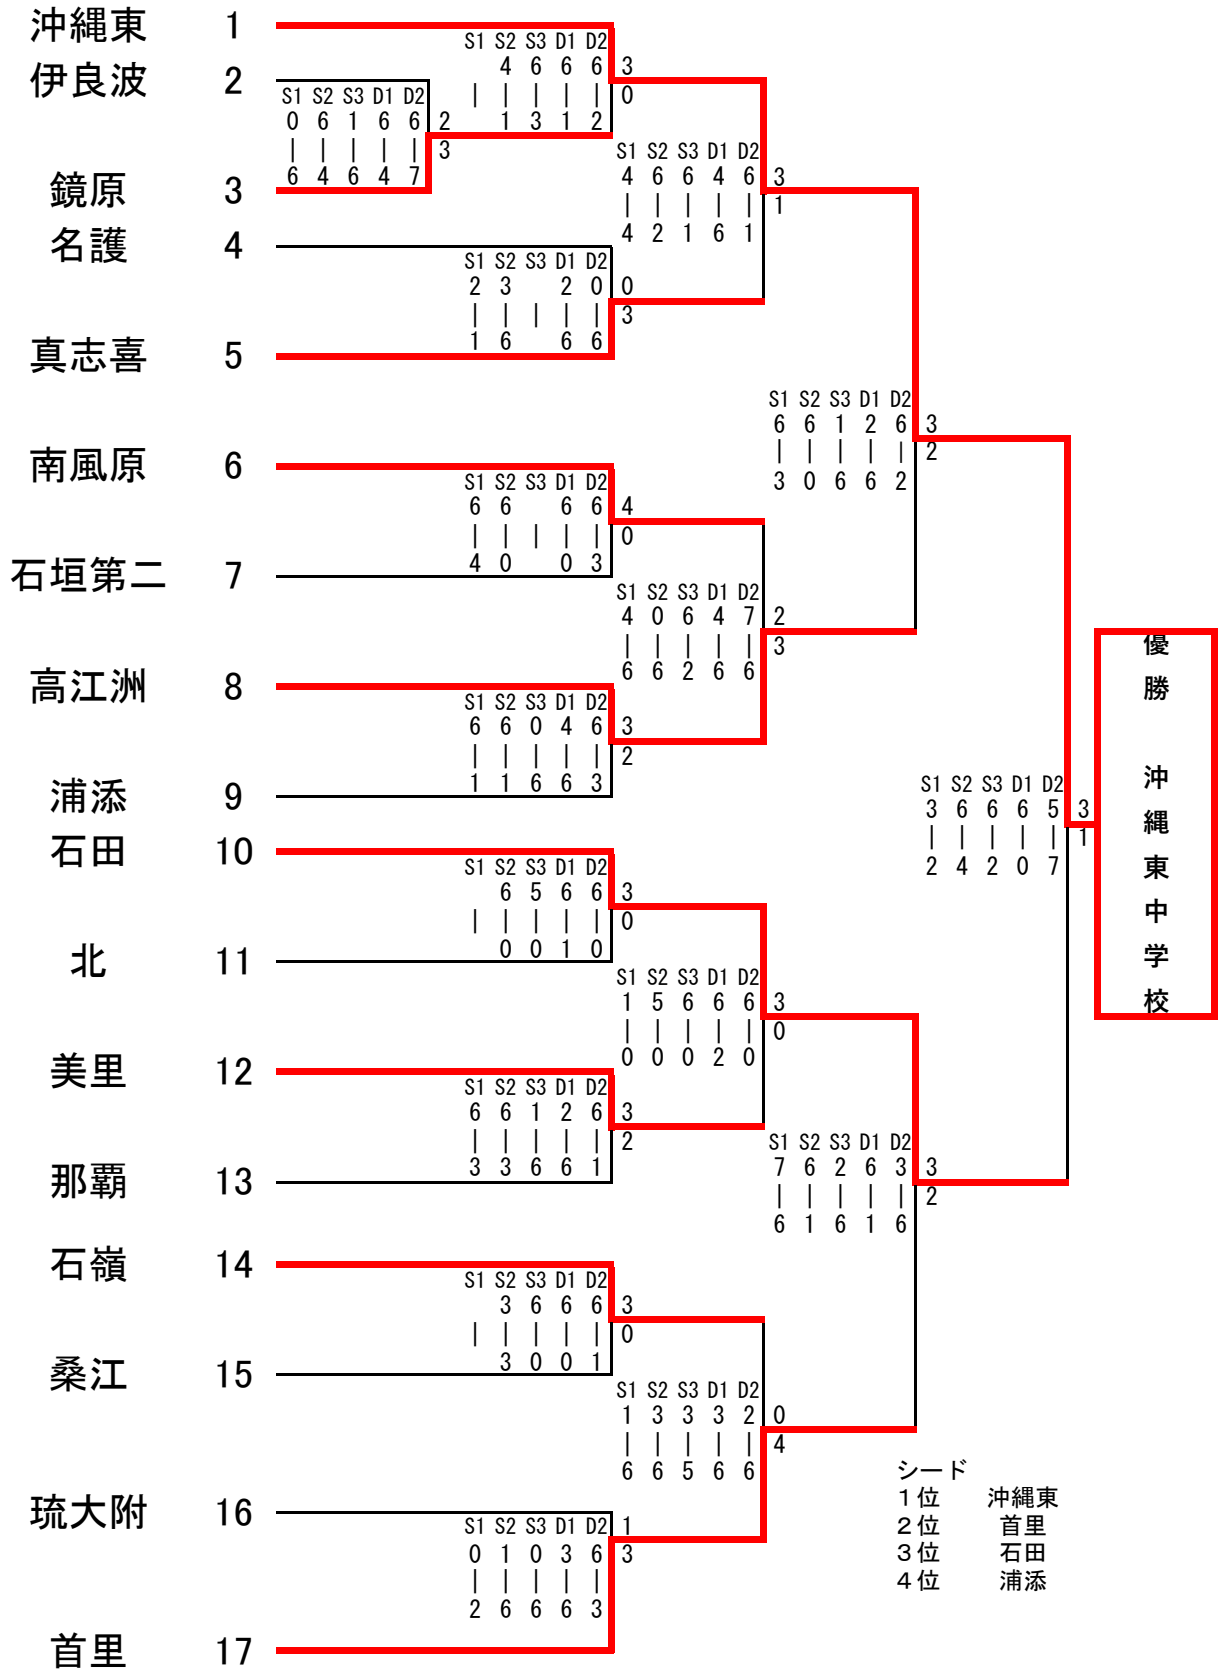 沖縄東 1
S1 S2 S3 D1 D2
4 6 6 6 3
| | | | | 0
1 3 1 2
伊良波 2
S1 S2 S3 D1 D2
0 6 1 6 6 2
| | | | | 3
6 4 6 4 7
鏡原 3
S1 S2 S3 D1 D2
4 6 6 4 6 3
| | | | | 1
4 2 1 6 1
名護 4
S1 S2 S3 D1 D2
2 3 2 0 0
| | | | | 3
1 6 6 6
真志喜 5
S1 S2 S3 D1 D2
6 6 1 2 6 3
| | | | | 2
3 0 6 6 2
南風原 6
S1 S2 S3 D1 D2
6 6 6 6 4
| | | | | 0
4 0 0 3
石垣第二 7
S1 S2 S3 D1 D2
4 0 6 4 7 2
| | | | | 3
6 6 2 6 6
高江洲 8
S1 S2 S3 D1 D2
6 6 0 4 6 3
| | | | | 2
1 1 6 6 3
浦添 9
S1 S2 S3 D1 D2
3 6 6 6 5 3
| | | | | 1
2 4 2 0 7
優勝 沖縄東中学校
石田 10
S1 S2 S3 D1 D2
6 5 6 6 3
| | | | | 0
0 0 1 0
北 11
S1 S2 S3 D1 D2
1 5 6 6 6 3
| | | | | 0
0 0 0 2 0
美里 12
S1 S2 S3 D1 D2
6 6 1 2 6 3
| | | | | 2
3 3 6 6 1
那覇 13
S1 S2 S3 D1 D2
7 6 2 6 3 3
| | | | | 2
6 1 6 1 6
石嶺 14
S1 S2 S3 D1 D2
3 6 6 6 3
| | | | | 0
3 0 0 1
桑江 15
S1 S2 S3 D1 D2
1 3 3 3 2 0
| | | | | 4
6 6 5 6 6
琉大附 16
S1 S2 S3 D1 D2 1
0 1 0 3 6 3
| | | | |
2 6 6 6 3
首里 17
シード
1位 沖縄東
2位 首里
3位 石田
4位 浦添